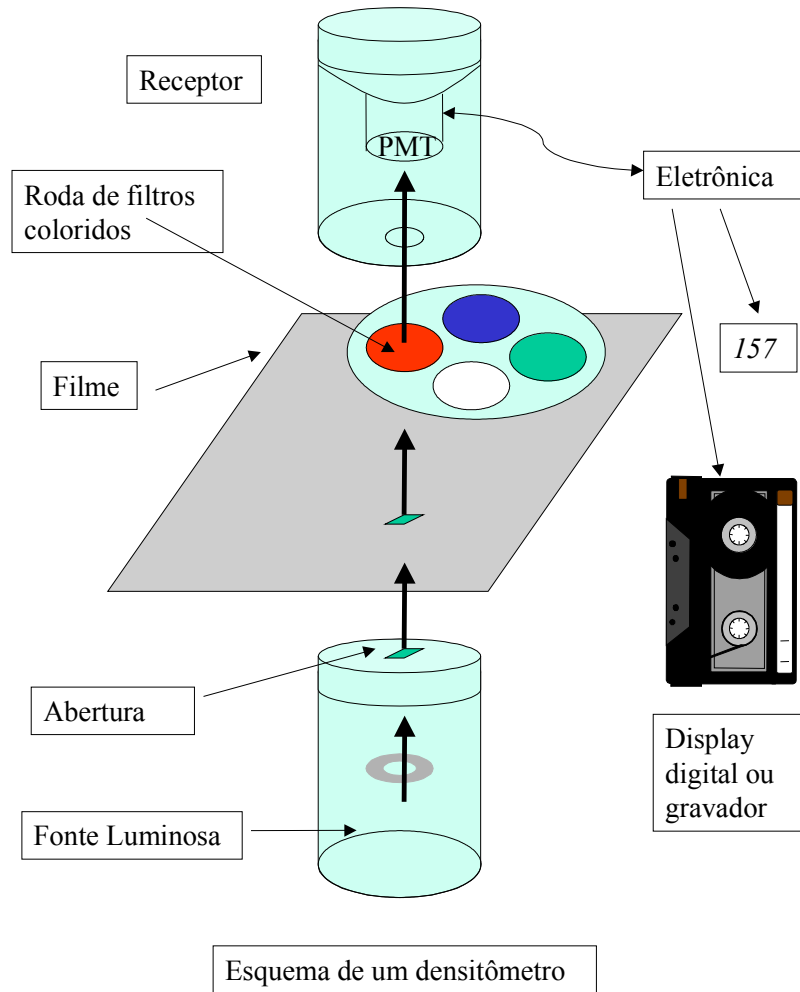 Receptor
PMT
Eletrônica
Roda de filtros
coloridos
157
Filme
Abertura
Display
digital ou
gravador
Fonte Luminosa
Esquema de um densitômetro